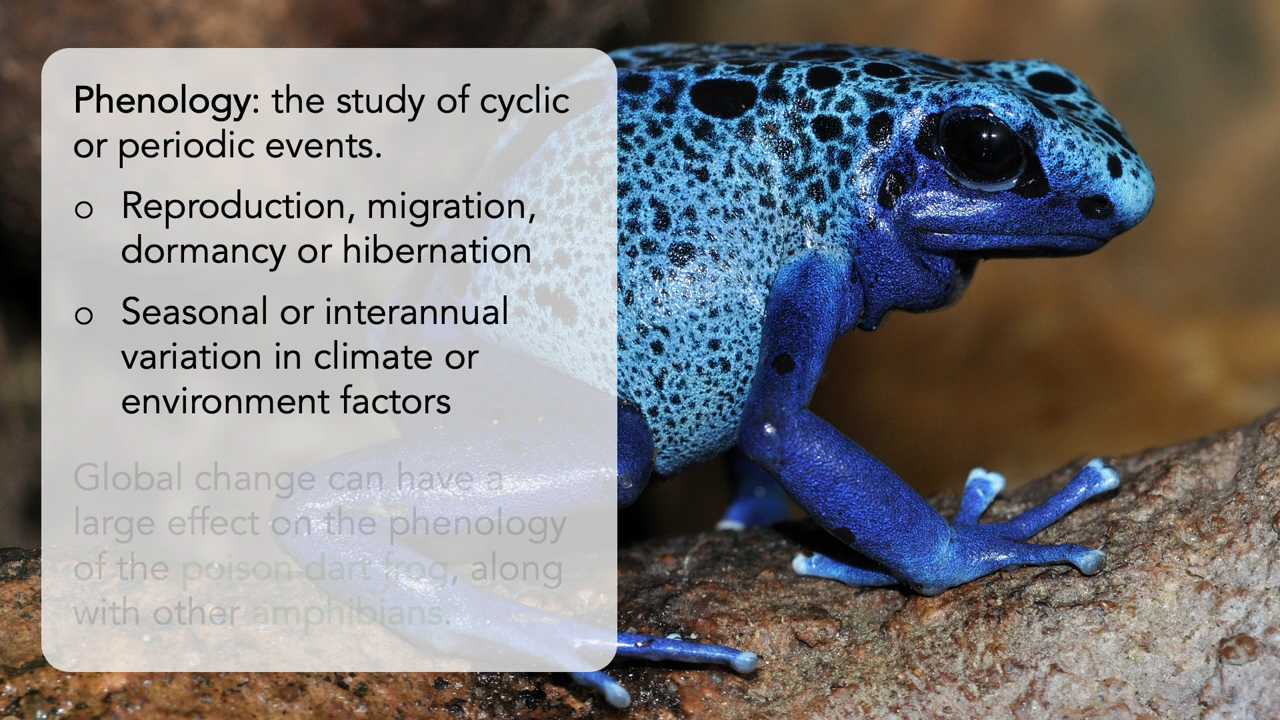 Phenology: the study of cyclic
or periodic events.
o Reproduction, migration,
dormancy or hibernation
o Seasonal or interannual
variation in climate or
environment factors
Global change can have a
large effect on the phenology
of the poison dart frog, along
with other amphibians.